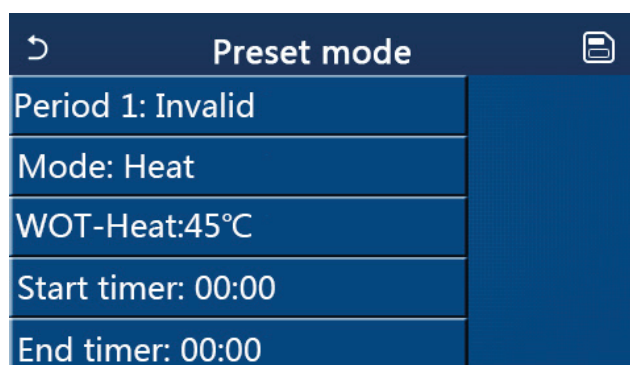 Preset mode
Period 1: Invalid
Mode: Heat
WOT-Heat:45℃
Start timer: 00:00
End timer: 00:00